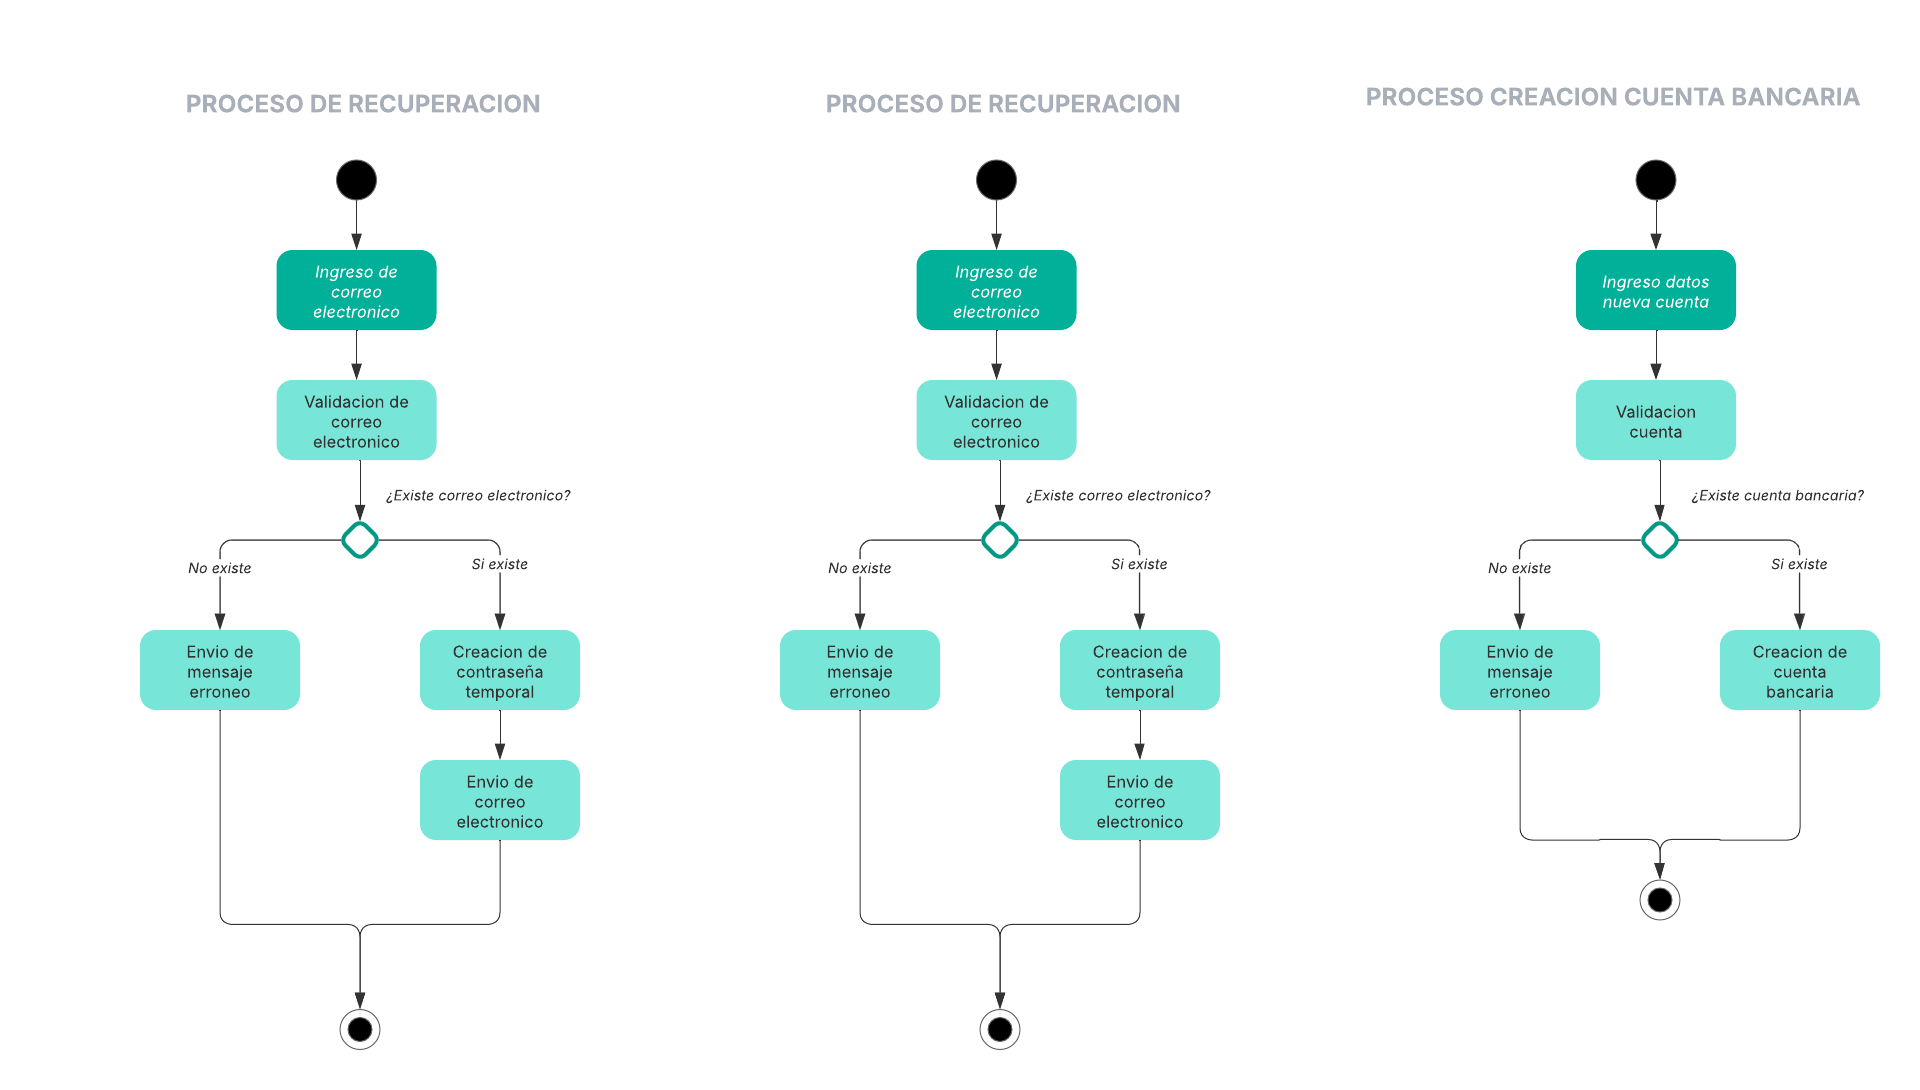 PROCESO DE RECUPERACION
Ingreso de
correo
electronico
Validacion de
correo
electronico
¿Existe correo electronico?
No existe
Si existe
Envio de
mensaje
erroneo
Creacion de
contraseña
temporal
Envio de
correo
electronico
PROCESO DE RECUPERACION
Ingreso de
correo
electronico
Validacion de
correo
electronico
¿Existe correo electronico?
No existe
Si existe
Envio de
mensaje
erroneo
Creacion de
contraseña
temporal
Envio de
correo
electronico
PROCESO CREACION CUENTA BANCARIA
Ingreso datos
nueva cuenta
Validacion
cuenta
¿Existe cuenta bancaria?
No existe
Si existe
Envio de
mensaje
erroneo
Creacion de
cuenta
bancaria